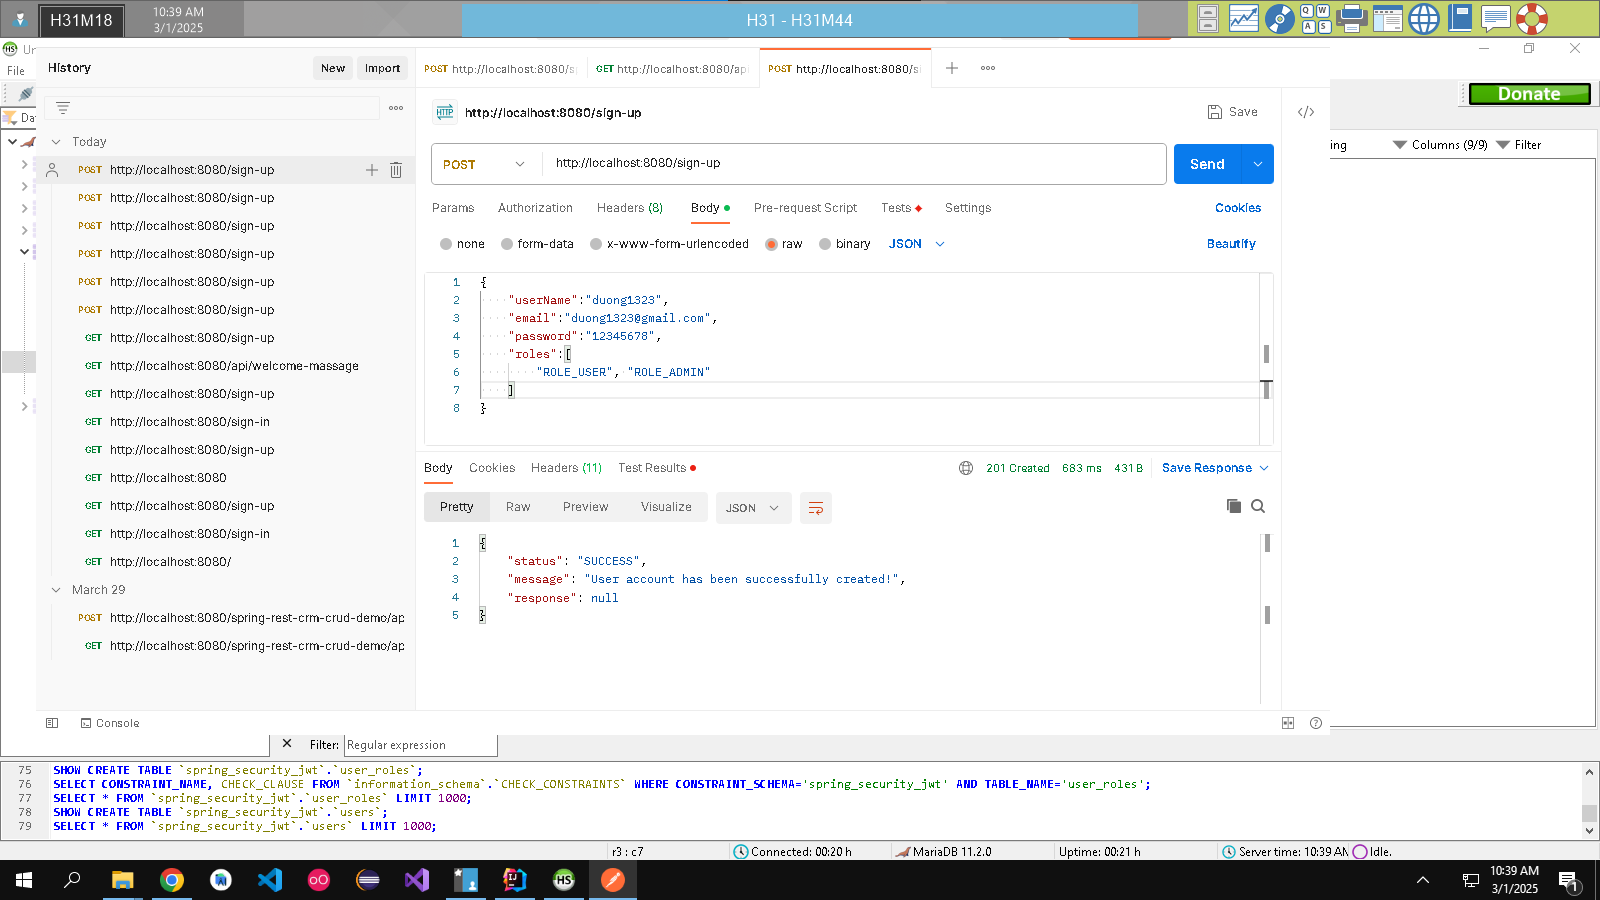 H31M18
10:39 AM
3/1/2025
H31 - H31M44
Q W
A S
Un
File
Da
History
New
Import
POST http://localhost:8080/s
GET http://localhost:8080/ap
POST http://localhost:8080/s
Donate
HTTP http://localhost:8080/sign-up
Save
ing
Columns (9/9)
Filter
Today
POST http://localhost:8080/sign-up
POST http://localhost:8080/sign-up
POST http://localhost:8080/sign-up
POST http://localhost:8080/sign-up
POST http://localhost:8080/sign-up
POST http://localhost:8080/sign-up
GET http://localhost:8080/sign-up
GET http://localhost:8080/api/welcome-massage
GET http://localhost:8080/sign-up
GET http://localhost:8080/sign-in
GET http://localhost:8080/sign-up
GET http://localhost:8080
GET http://localhost:8080/sign-up
GET http://localhost:8080/sign-in
GET http://localhost:8080/
March 29
POST http://localhost:8080/spring-rest-crm-crud-demo/ap
GET http://localhost:8080/spring-rest-crm-crud-demo/ap
POST
http://localhost:8080/sign-up
Send
Params Authorization Headers (8) Body Pre-request Script Tests Settings
Cookies
none form-data x-www-form-urlencoded raw binary JSON
Beautify
1 {
2 "userName":"duong1323",
3 "email":"duong1323@gmail.com",
4 "password":"12345678",
5 "roles":[
6 "ROLE_USER", "ROLE_ADMIN"
7 ]
8 }
Body Cookies Headers (11) Test Results
201 Created 683 ms 431 B
Save Response
Pretty Raw Preview Visualize JSON
1 {
2 "status": "SUCCESS",
3 "message": "User account has been successfully created!",
4 "response": null
5 }
Console
Filter: Regular expression
75 SHOW CREATE TABLE `spring_security_jwt`.`user_roles`;
76 SELECT CONSTRAINT_NAME, CHECK_CLAUSE FROM `information_schema`.`CHECK_CONSTRAINTS` WHERE CONSTRAINT_SCHEMA='spring_security_jwt' AND TABLE_NAME='user_roles';
77 SELECT * FROM `spring_security_jwt`.`user_roles` LIMIT 1000;
78 SHOW CREATE TABLE `spring_security_jwt`.`users`;
79 SELECT * FROM `spring_security_jwt`.`users` LIMIT 1000;
r3 : c7
Connected: 00:20 h
MariaDB 11.2.0
Uptime: 00:21 h
Server time: 10:39 AM
Idle.
HS
10:39 AM
3/1/2025
1